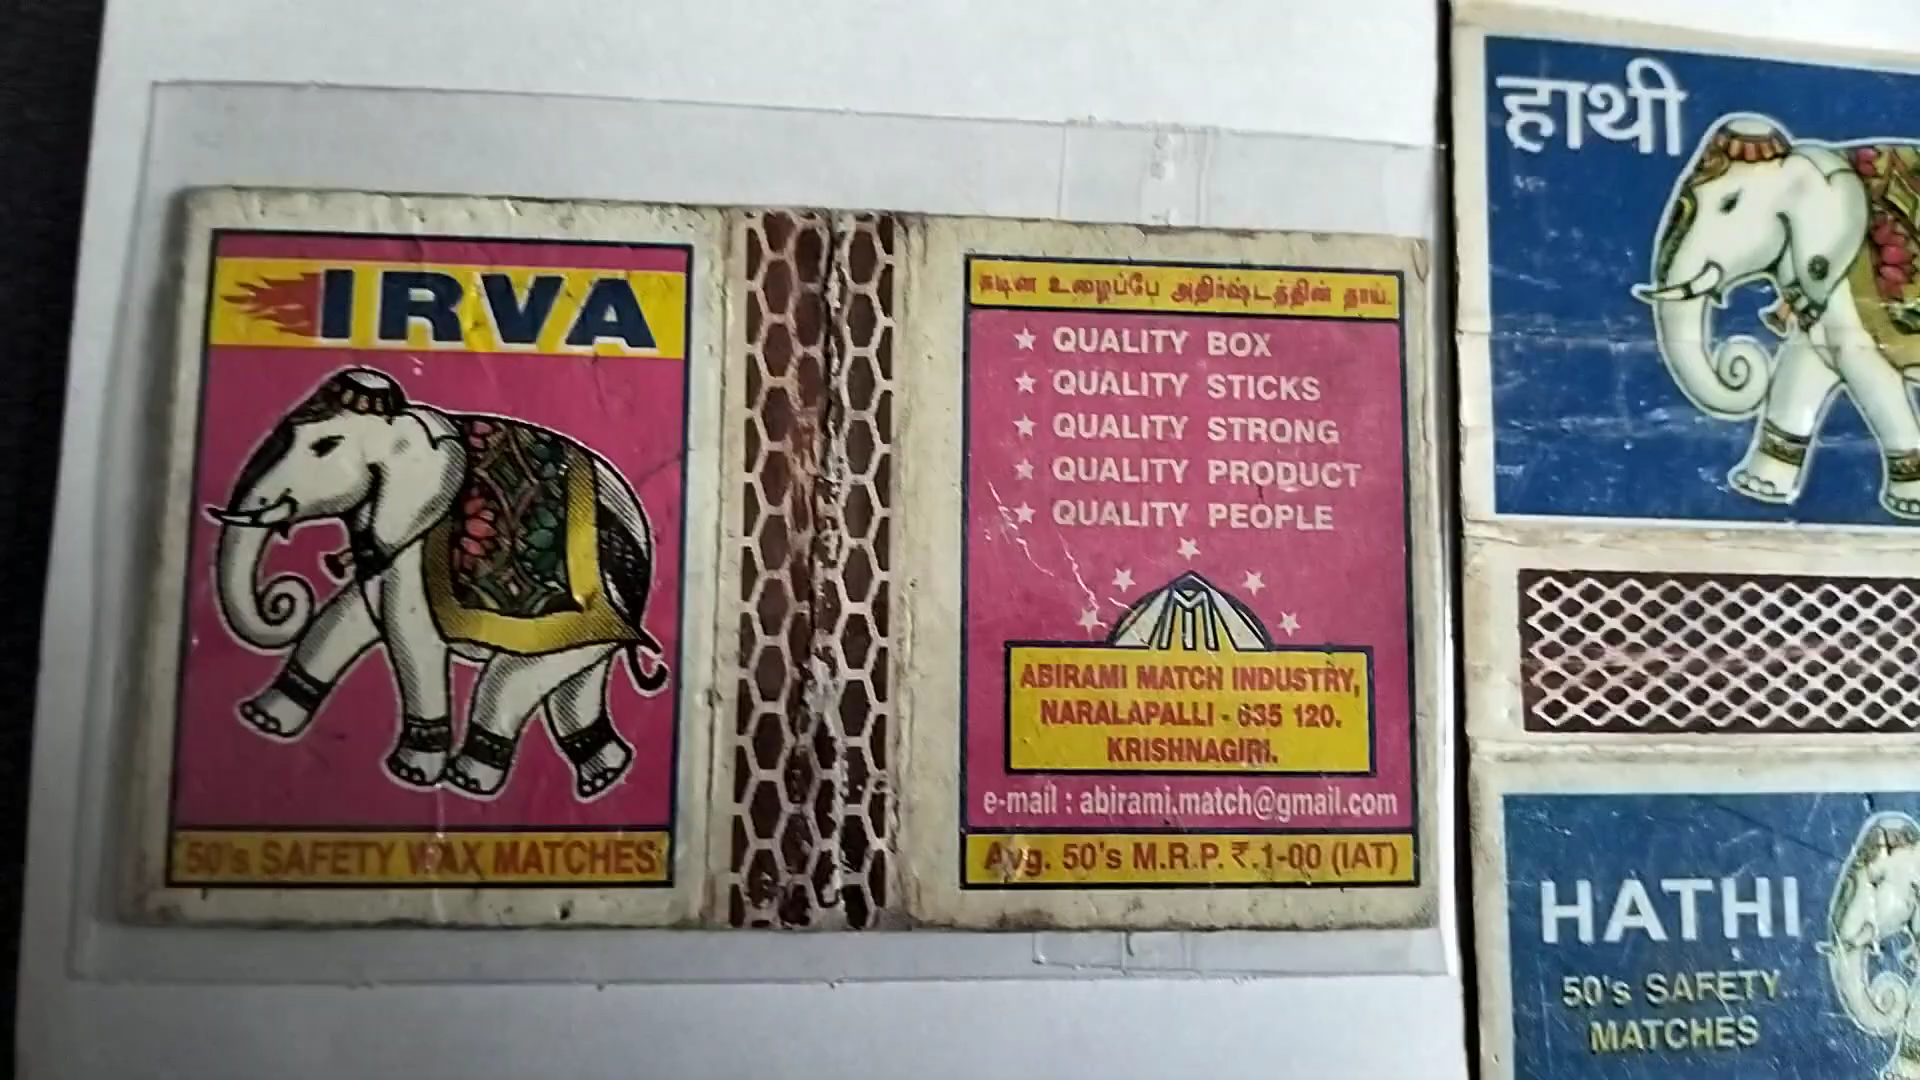 IRVA
50's SAFETY WAX MATCHES
கடின உழைப்பே அதிர்ஷ்டத்தின் தாய்.
★ QUALITY BOX
★ QUALITY STICKS
★ QUALITY STRONG
★ QUALITY PRODUCT
★ QUALITY PEOPLE
ABIRAMI MATCH INDUSTRY,
NARALAPALLI - 635 120.
KRISHNAGIRI.
e-mail : abirami.match@gmail.com
Avg. 50's M.R.P. ₹.1-00 (IAT)
हाथी
HATHI
50's SAFETY
MATCHES